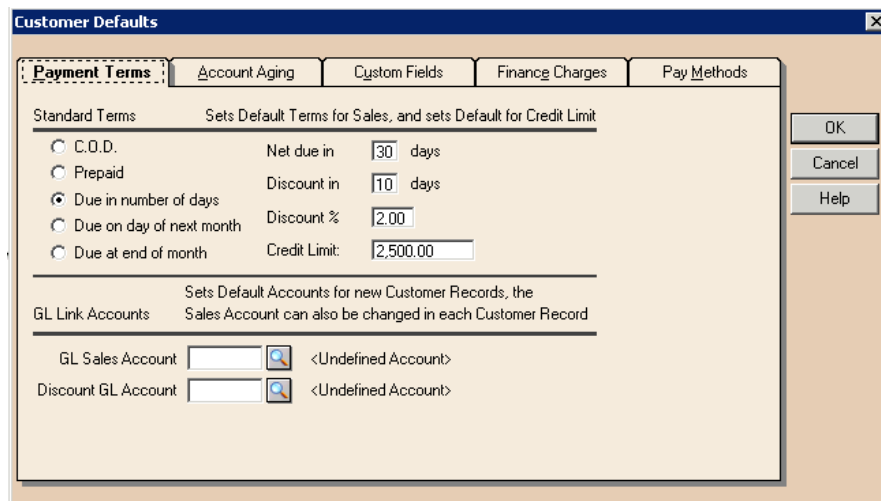 Customer Defaults
Payment Terms Account Aging Custom Fields Finance Charges Pay Methods
Standard Terms Sets Default Terms for Sales, and sets Default for Credit Limit
C.O.D.
Prepaid
Due in number of days
Due on day of next month
Due at end of month
Net due in 30 days
Discount in 10 days
Discount % 2.00
Credit Limit: 2,500.00
OK
Cancel
Help
Sets Default Accounts for new Customer Records, the
GL Link Accounts Sales Account can also be changed in each Customer Record
GL Sales Account <Undefined Account>
Discount GL Account <Undefined Account>